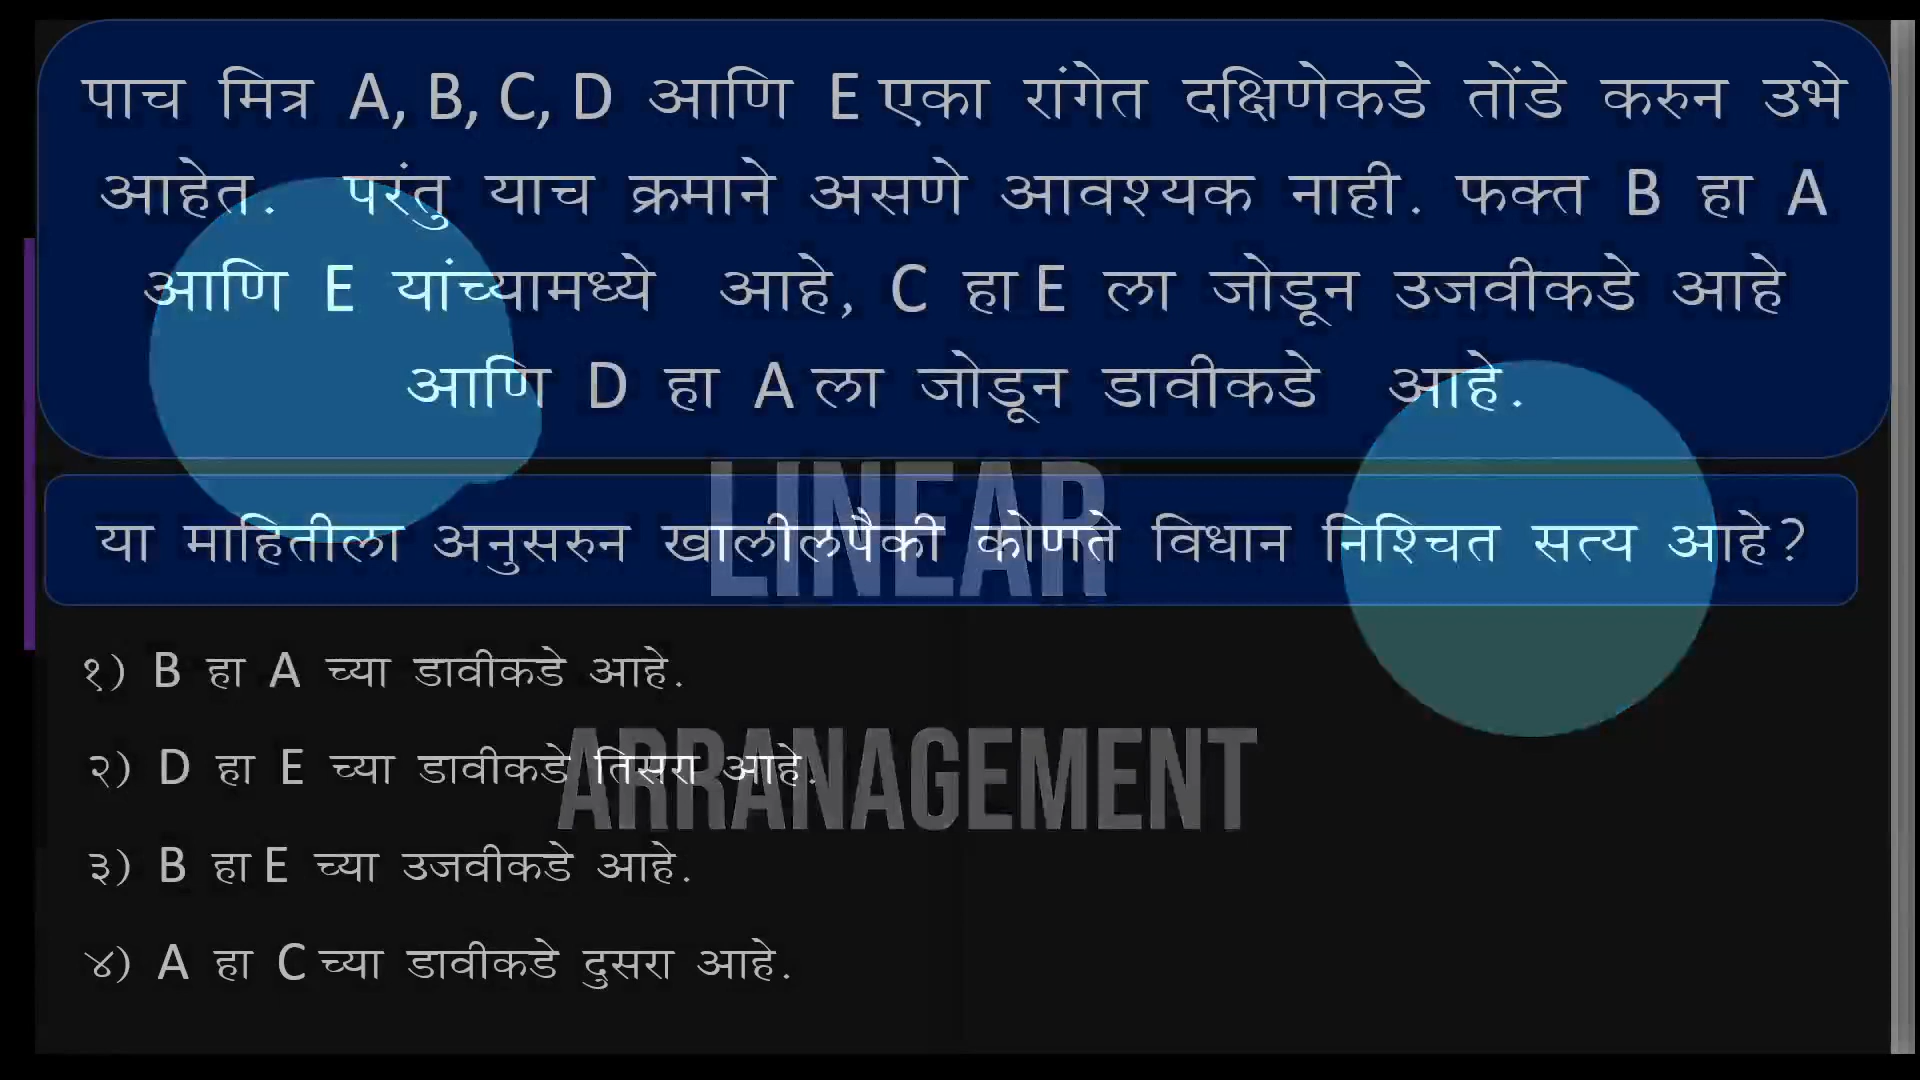 पाच मित्र A, B, C, D आणि E एका रांगेत दक्षिणेकडे तोंडे करुन उभे
आहेत. परंतु याच क्रमाने असणे आवश्यक नाही. फक्त B हा A
आणि E यांच्यामध्ये आहे, C हा E ला जोडून उजवीकडे आहे
आणि D हा A ला जोडून डावीकडे आहे.
LINEAR
या माहितीला अनुसरुन खालीलपैकी कोणते विधान निश्चित सत्य आहे?
१) B हा A च्या डावीकडे आहे.
२) D हा E च्या डावीकडे तिसरा आहे.
ARRANAGEMENT
३) B हा E च्या उजवीकडे आहे.
४) A हा C च्या डावीकडे दुसरा आहे.